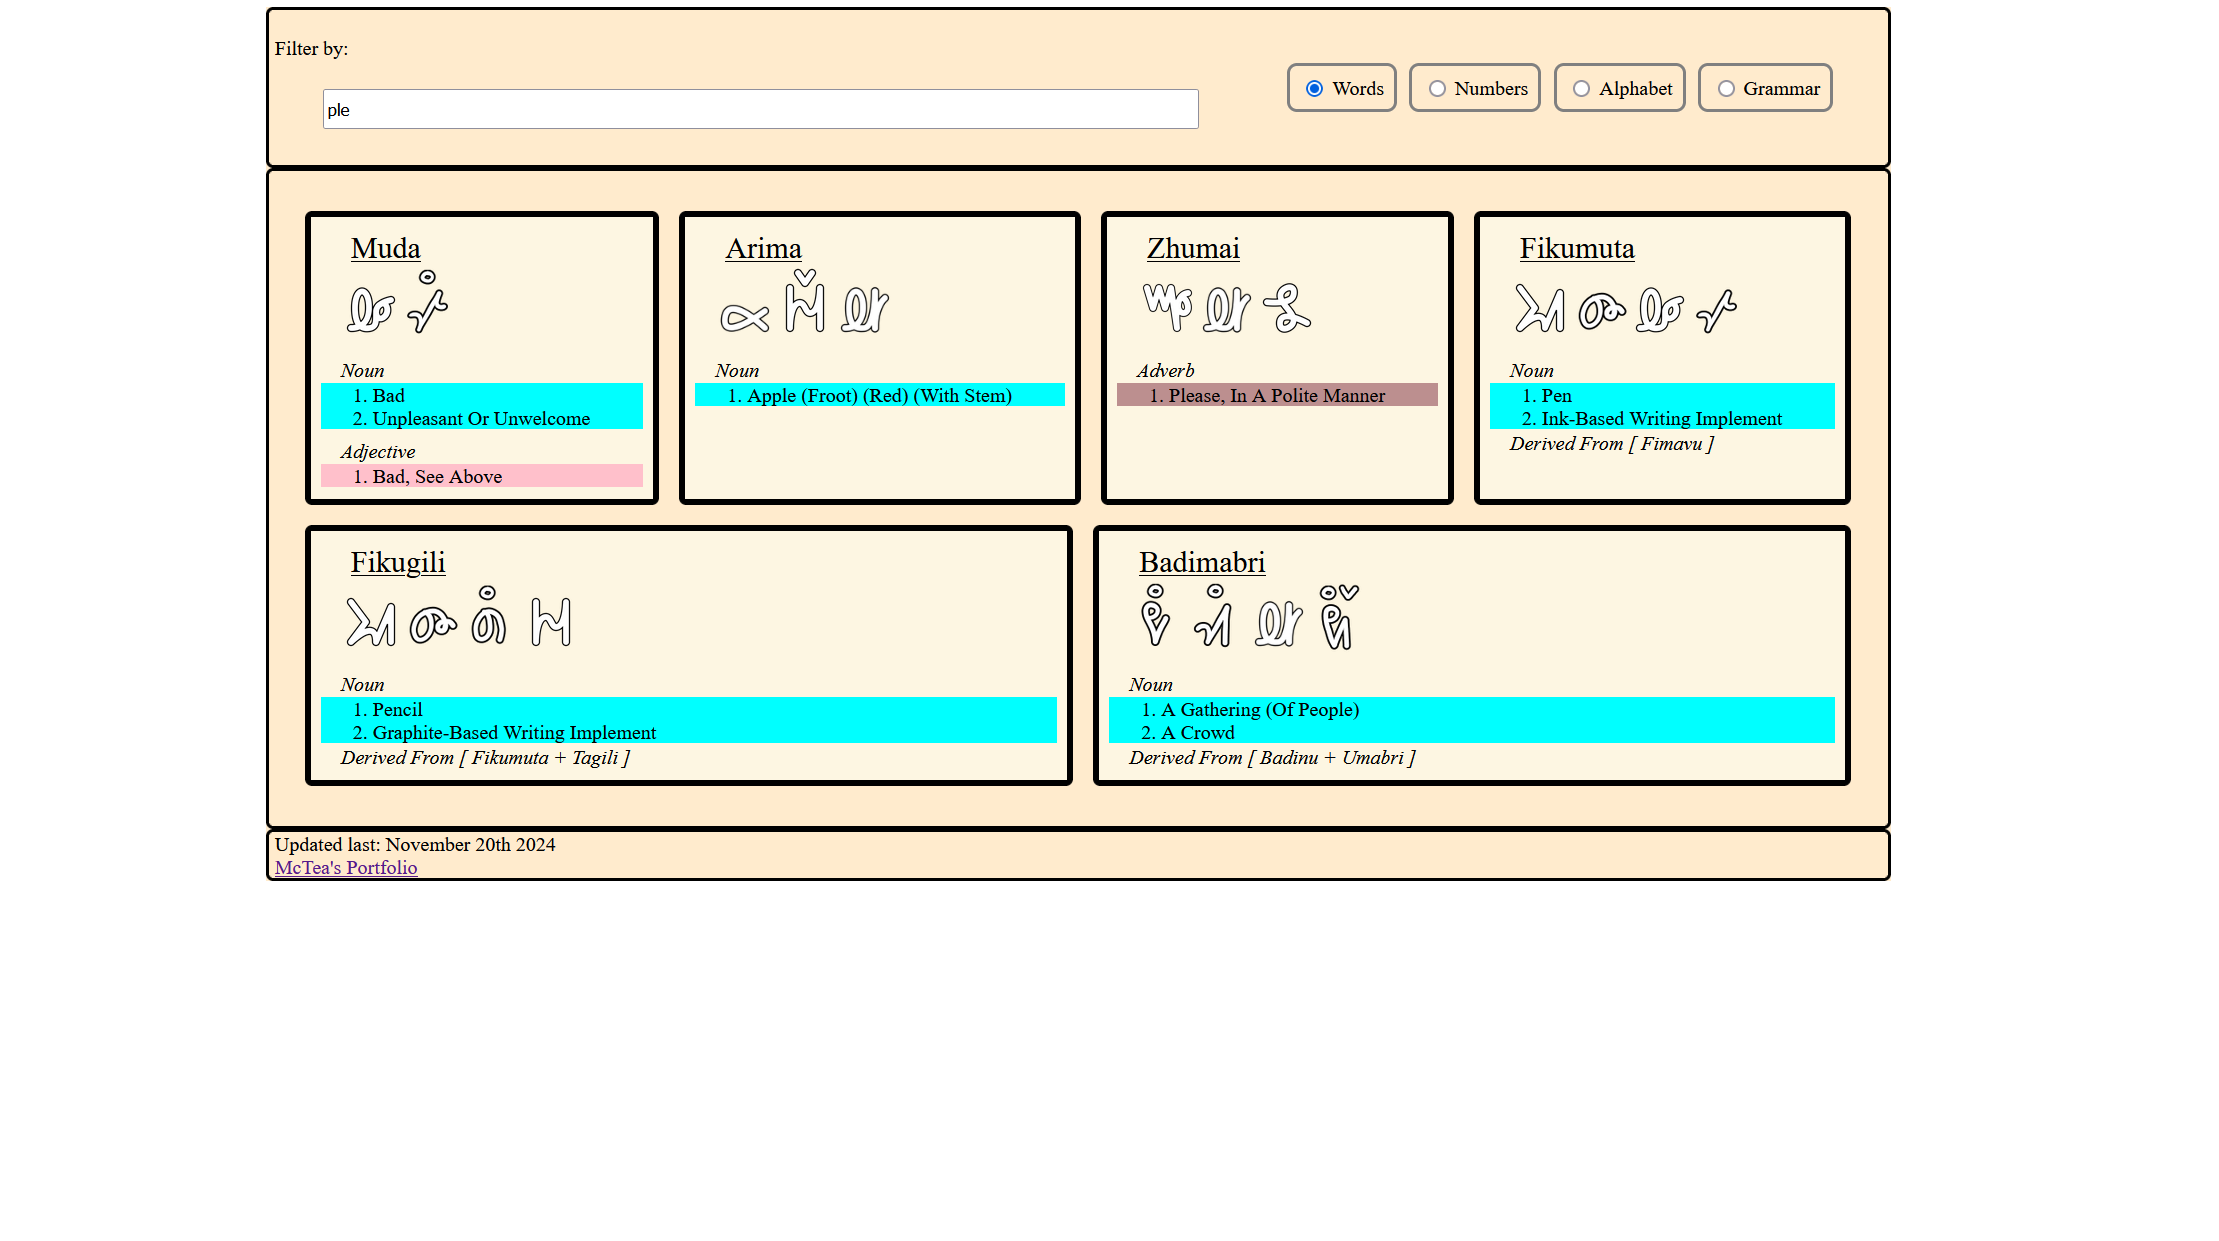 Filter by:
ple
Words
Numbers
Alphabet
Grammar
Muda
Noun
1. Bad
2. Unpleasant Or Unwelcome
Adjective
1. Bad, See Above
Arima
Noun
1. Apple (Froot) (Red) (With Stem)
Zhumai
Adverb
1. Please, In A Polite Manner
Fikumuta
Noun
1. Pen
2. Ink-Based Writing Implement
Derived From [ Fimavu ]
Fikugili
Noun
1. Pencil
2. Graphite-Based Writing Implement
Derived From [ Fikumuta + Tagili ]
Badimabri
Noun
1. A Gathering (Of People)
2. A Crowd
Derived From [ Badinu + Umabri ]
Updated last: November 20th 2024
McTea's Portfolio